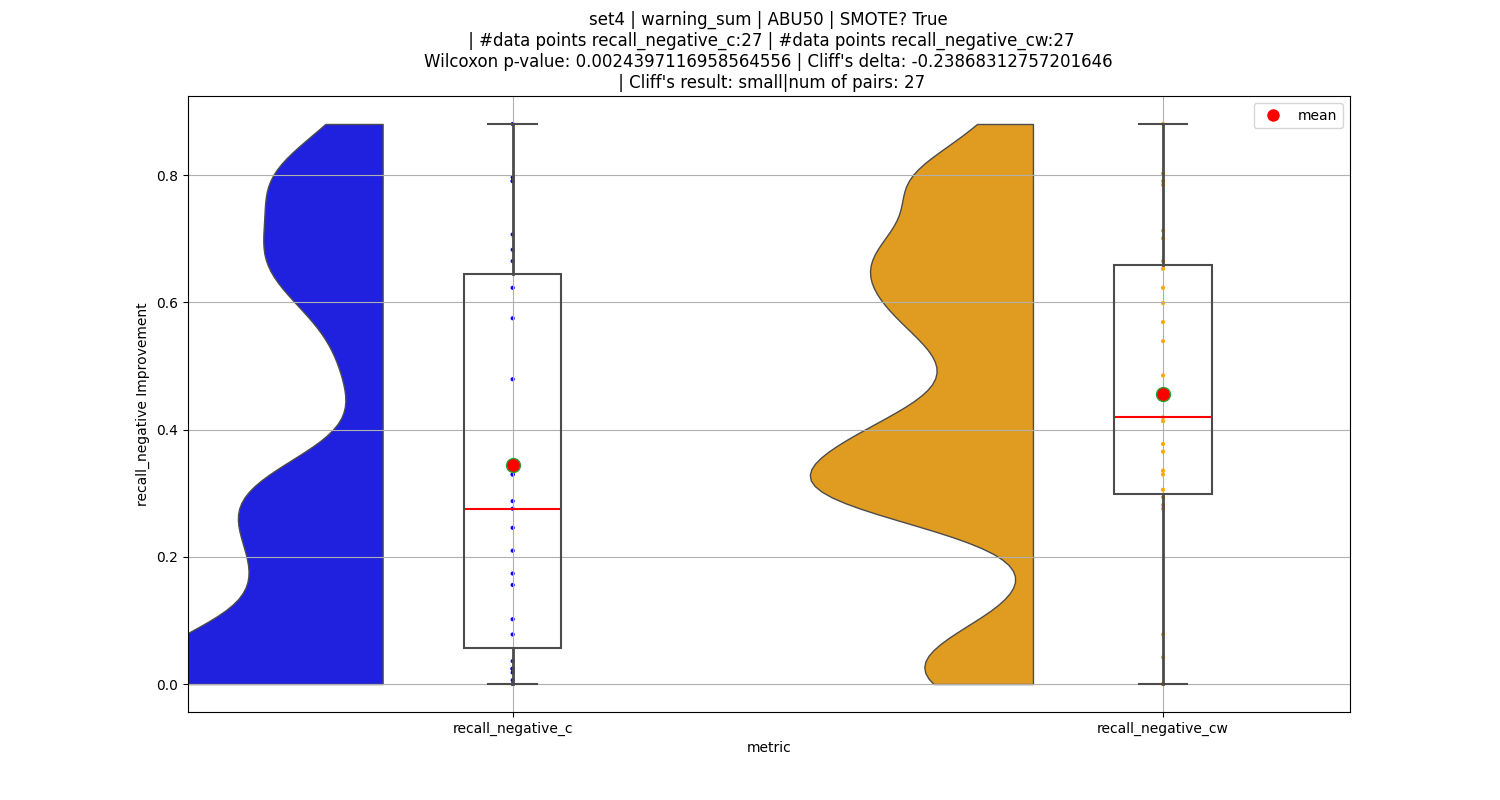 set4 | warning_sum | ABU50 | SMOTE? True
| #data points recall_negative_c:27 | #data points recall_negative_cw:27
Wilcoxon p-value: 0.0024397116958564556 | Cliff's delta: -0.23868312757201646
| Cliff's result: small|num of pairs: 27
mean
0.8
0.6
0.4
0.2
0.0
recall_negative Improvement
recall_negative_c
recall_negative_cw
metric